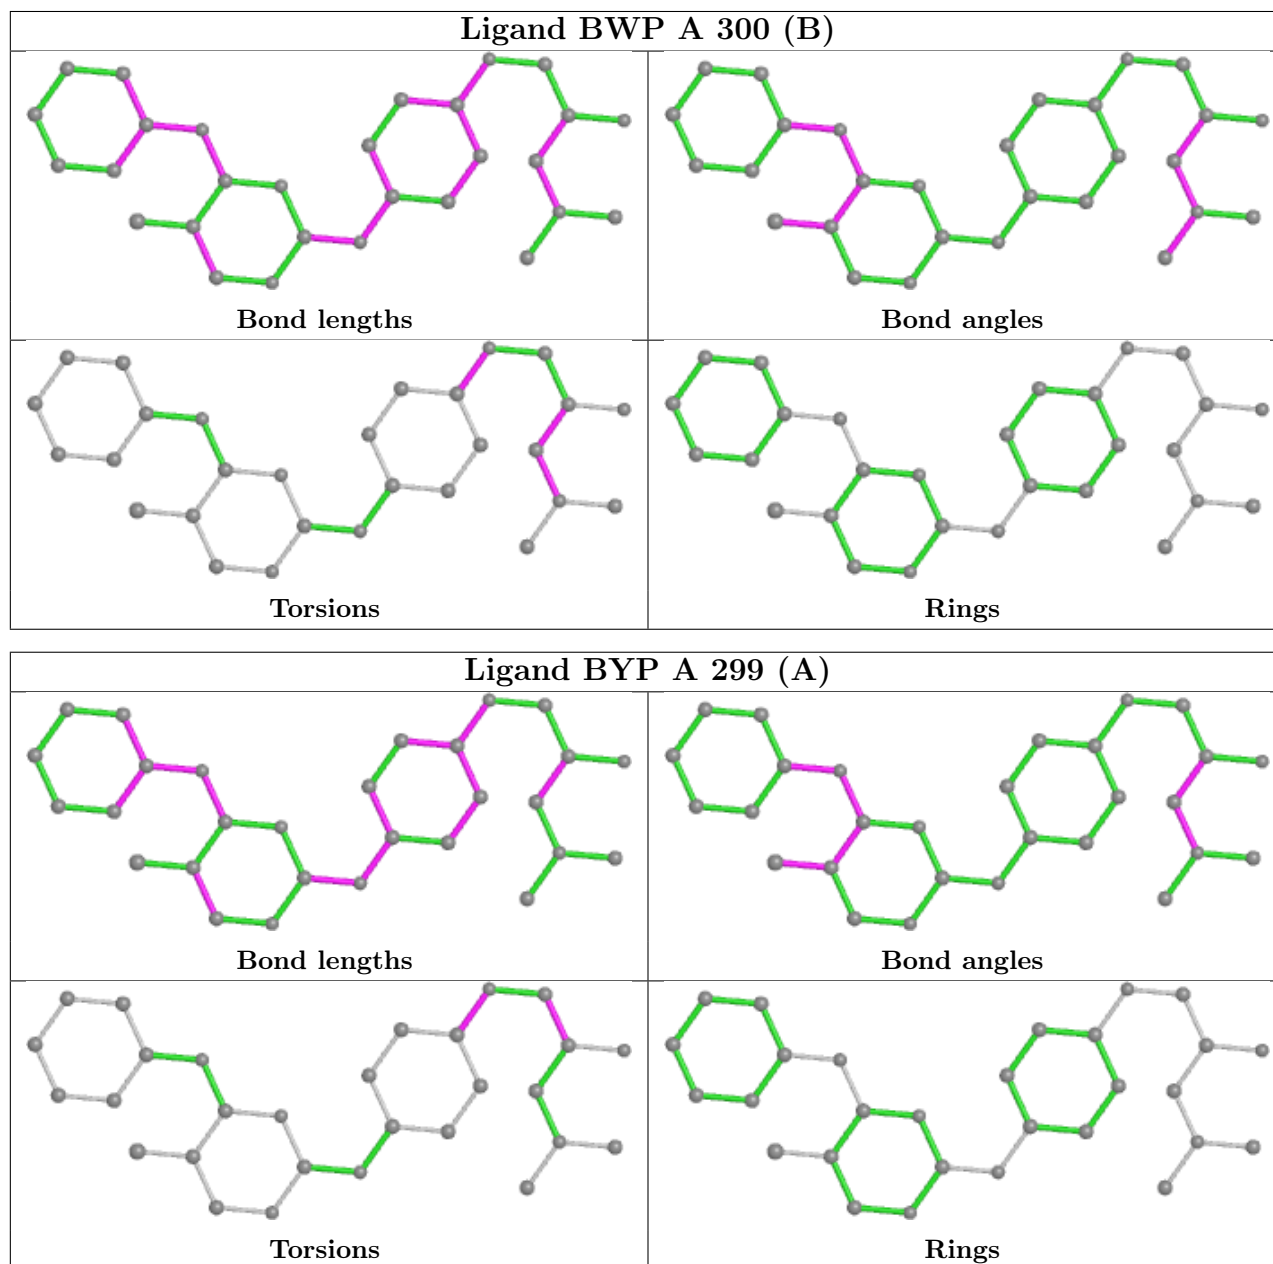 Ligand BWP A 300 (B)
Bond lengths
Bond angles
Torsions
Rings
Ligand BYP A 299 (A)
Bond lengths
Bond angles
Torsions
Rings